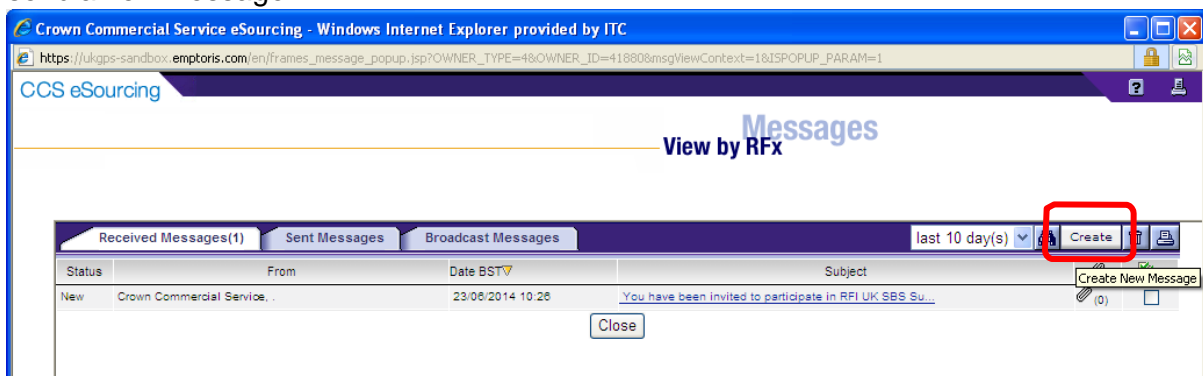 Crown Commercial Service eSourcing - Windows Internet Explorer provided by ITC
https://ukgps-sandbox.emptoris.com/en/frames_message_popup.jsp?OWNER_TYPE=4&OWNER_ID=41880&msgViewContext=1&ISPOPUP_PARAM=1
CCS eSourcing
Messages
View by RFx
Received Messages(1) Sent Messages Broadcast Messages last 10 day(s) Create
Status From Date BST Subject
Create New Message
New Crown Commercial Service, . 23/06/2014 10:26 You have been invited to participate in RFI UK SBS Su... (0)
Close